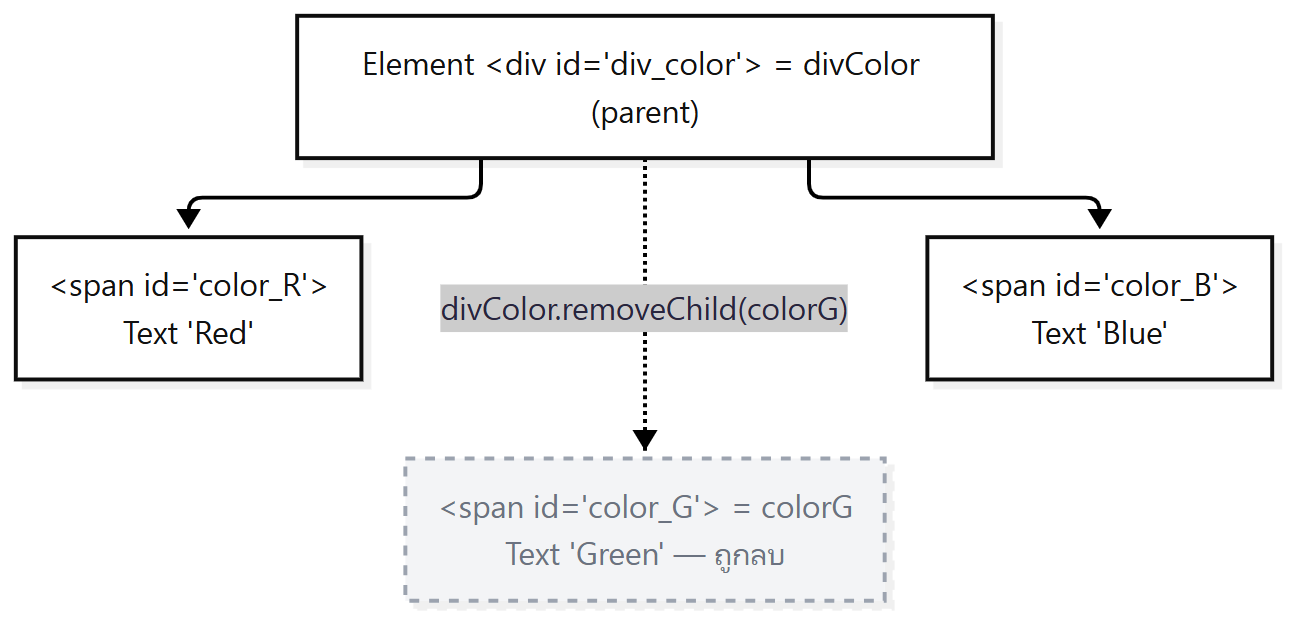 Element <div id='div_color'> = divColor
(parent)
<span id='color_R'>
Text 'Red'
divColor.removeChild(colorG)
<span id='color_B'>
Text 'Blue'
<span id='color_G'> = colorG
Text 'Green' — ถูกลบ